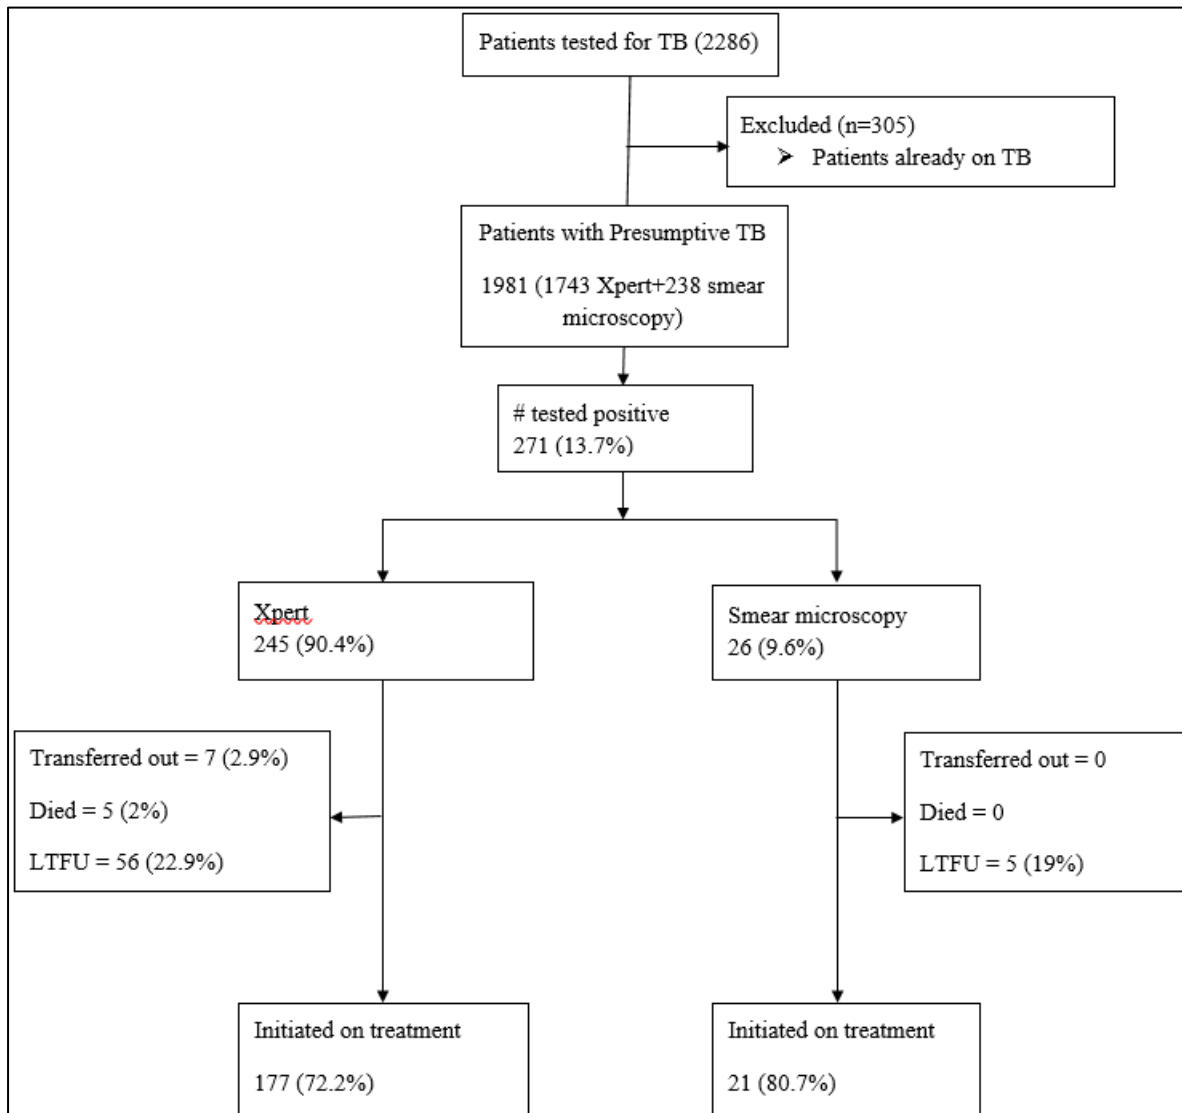 Patients tested for TB (2286)
Excluded (n=305)
➢ Patients already on TB
Patients with Presumptive TB
1981 (1743 Xpert+238 smear
microscopy)
# tested positive
271 (13.7%)
Xpert
245 (90.4%)
Smear microscopy
26 (9.6%)
Transferred out = 7 (2.9%)
Died = 5 (2%)
LTFU = 56 (22.9%)
Transferred out = 0
Died = 0
LTFU = 5 (19%)
Initiated on treatment
177 (72.2%)
Initiated on treatment
21 (80.7%)